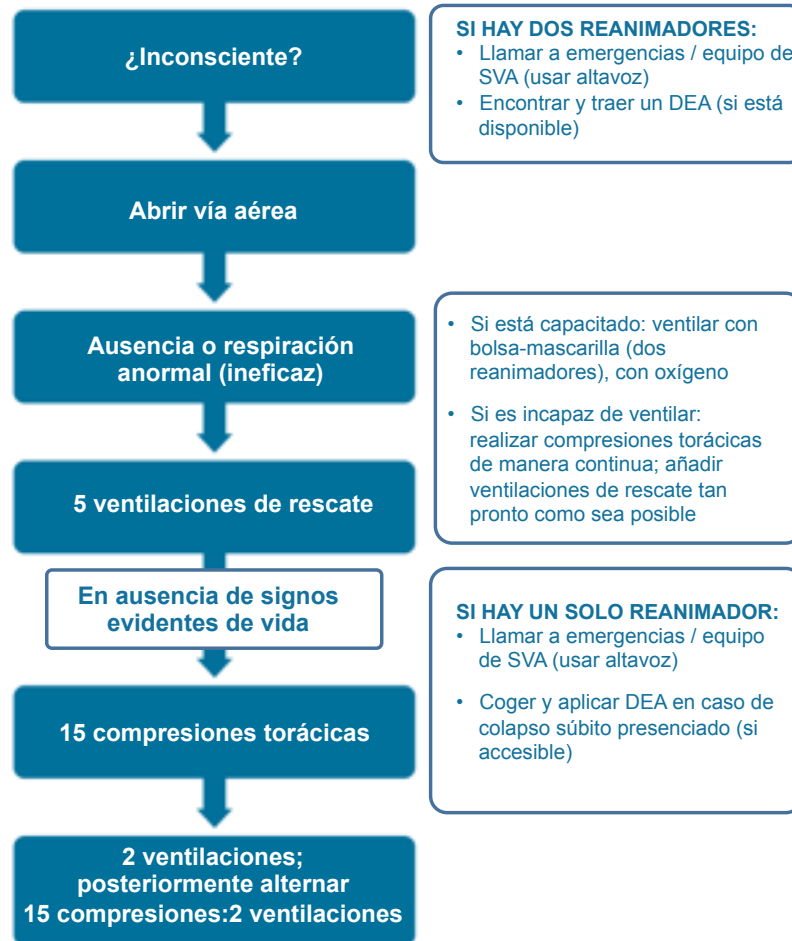 ¿Inconsciente?
SI HAY DOS REANIMADORES:
• Llamar a emergencias / equipo de
SVA (usar altavoz)
• Encontrar y traer un DEA (si está
disponible)
Abrir vía aérea
Ausencia o respiración
anormal (ineficaz)
• Si está capacitado: ventilar con
bolsa-mascarilla (dos
reanimadores), con oxígeno
• Si es incapaz de ventilar:
realizar compresiones torácicas
de manera continua; añadir
ventilaciones de rescate tan
pronto como sea posible
5 ventilaciones de rescate
En ausencia de signos
evidentes de vida
SI HAY UN SOLO REANIMADOR:
• Llamar a emergencias / equipo
de SVA (usar altavoz)
• Coger y aplicar DEA en caso de
colapso súbito presenciado (si
accesible)
15 compresiones torácicas
2 ventilaciones;
posteriormente alternar
15 compresiones:2 ventilaciones